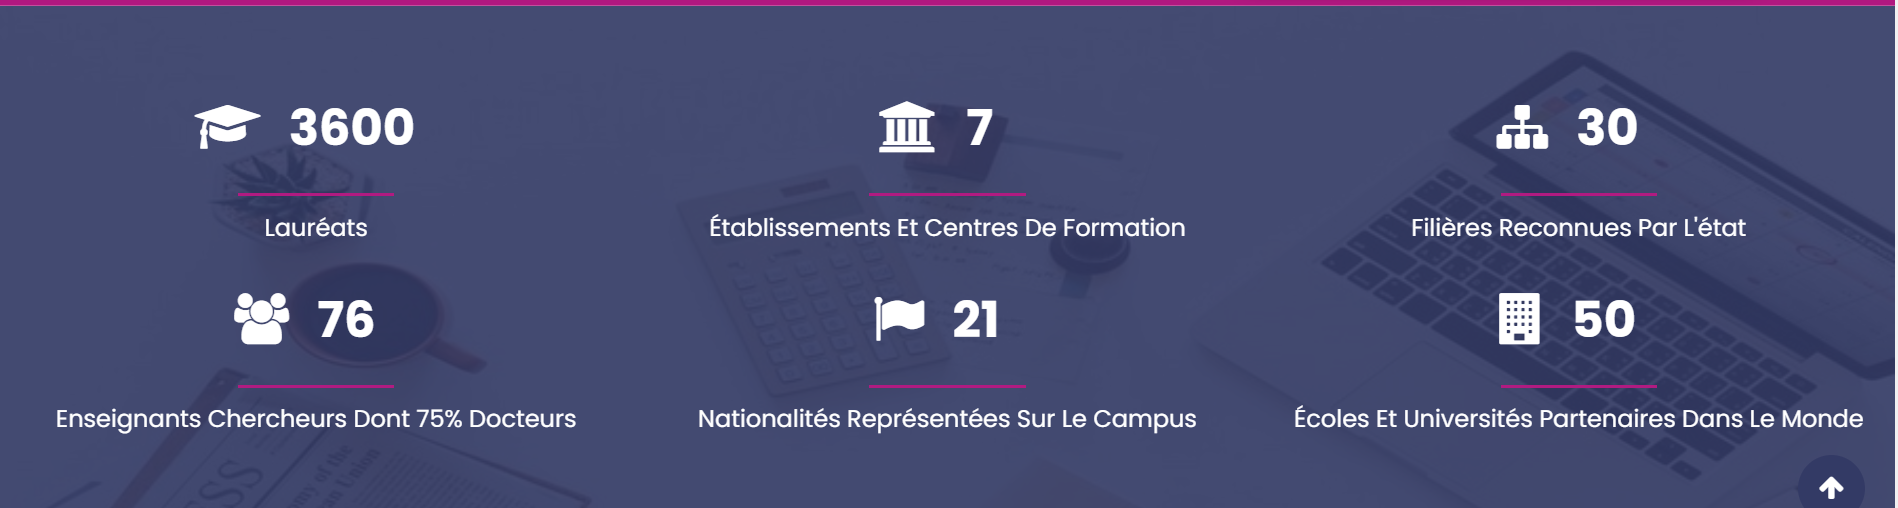 3600
Lauréats
7
Établissements Et Centres De Formation
30
Filières Reconnues Par L'état
76
Enseignants Chercheurs Dont 75% Docteurs
21
Nationalités Représentées Sur Le Campus
50
Écoles Et Universités Partenaires Dans Le Monde